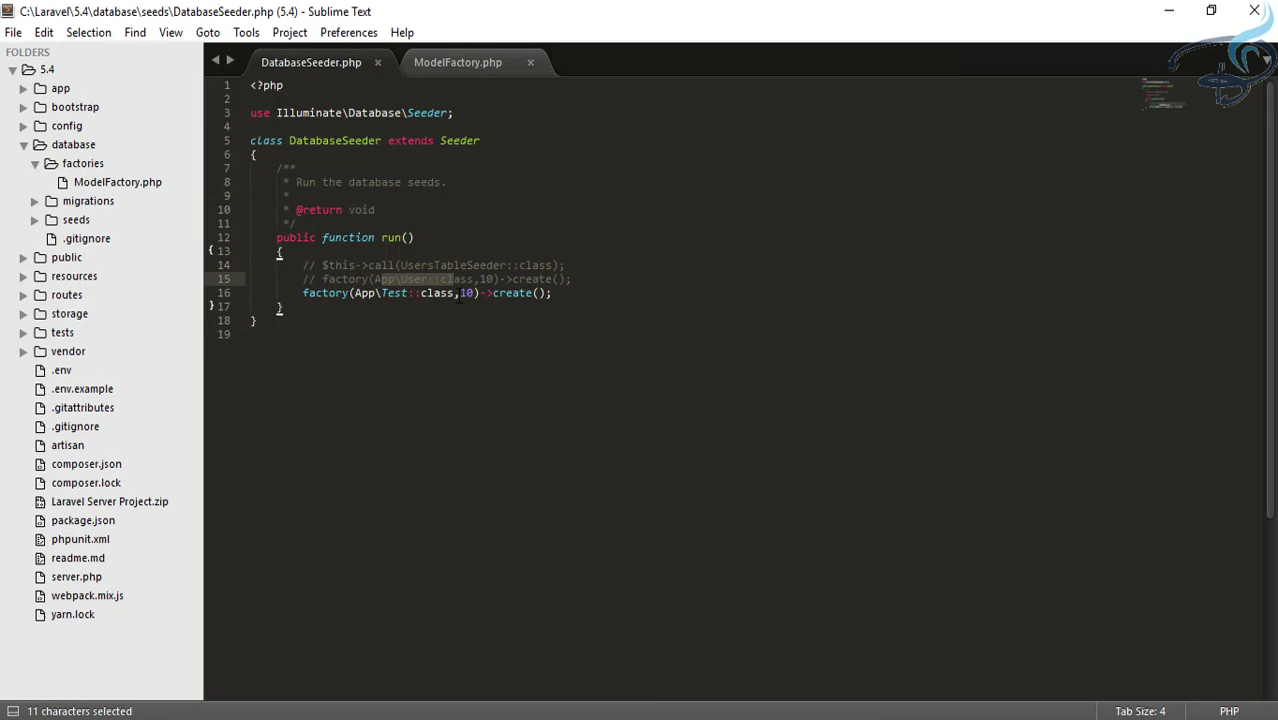 C:\Laravel\5.4\database\seeds\DatabaseSeeder.php (5.4) - Sublime Text
File Edit Selection Find View Goto Tools Project Preferences Help
FOLDERS
5.4
app
bootstrap
config
database
factories
ModelFactory.php
migrations
seeds
.gitignore
public
resources
routes
storage
tests
vendor
.env
.env.example
.gitattributes
.gitignore
artisan
composer.json
composer.lock
Laravel Server Project.zip
package.json
phpunit.xml
readme.md
server.php
webpack.mix.js
yarn.lock
DatabaseSeeder.php ModelFactory.php
1 <?php
2
3 use Illuminate\Database\Seeder;
4
5 class DatabaseSeeder extends Seeder
6 {
7 /**
8 * Run the database seeds.
9 *
10 * @return void
11 */
12 public function run()
13 {
14 // $this->call(UsersTableSeeder::class);
15 // factory(App\User::class,10)->create();
16 factory(App\Test::class,10)->create();
17 }
18 }
19
11 characters selected Tab Size: 4 PHP